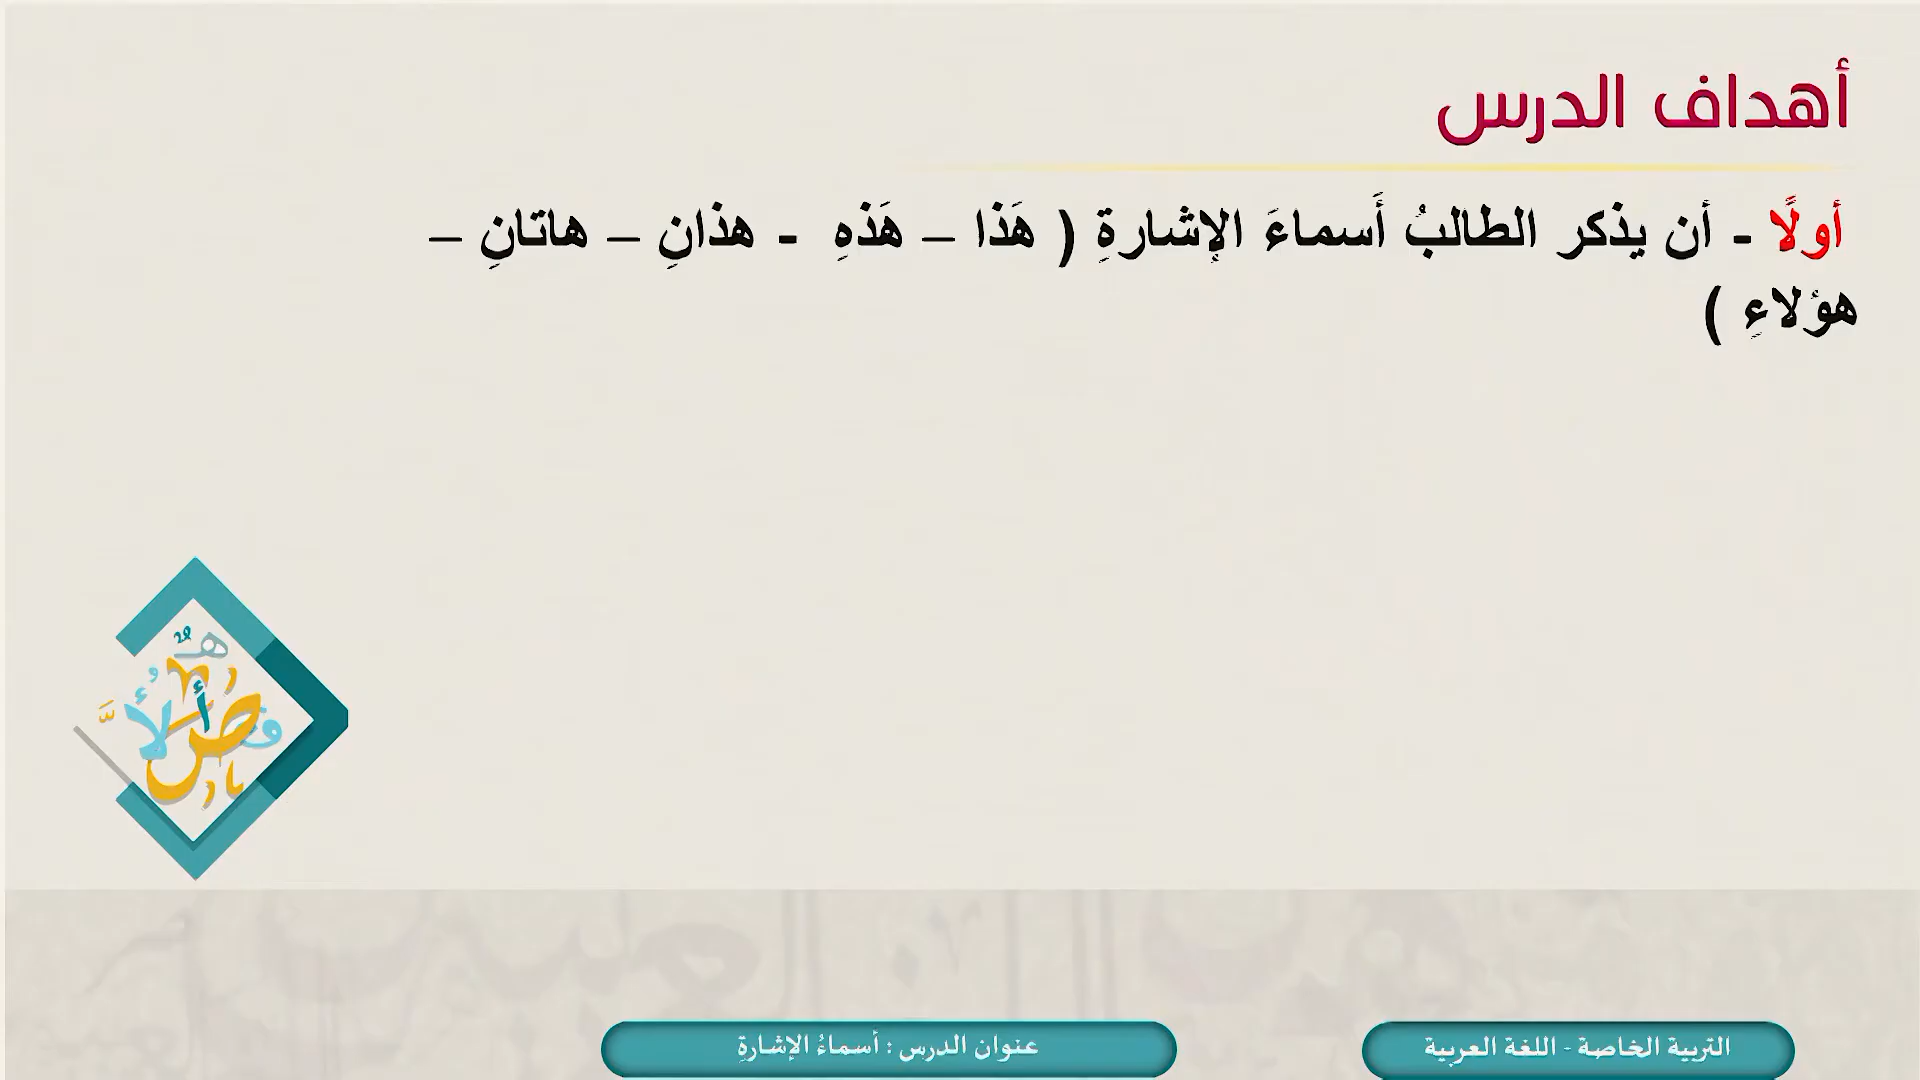 أهداف الدرس
أولًا - أن يذكر الطالبُ أَسماءَ الإشارةِ ( هَذا – هَذهِ - هذانِ – هاتانِ –
هؤلاءِ )
التربية الخاصة - اللغة العربية
عنوان الدرس : أسماءُ الإشارةِ